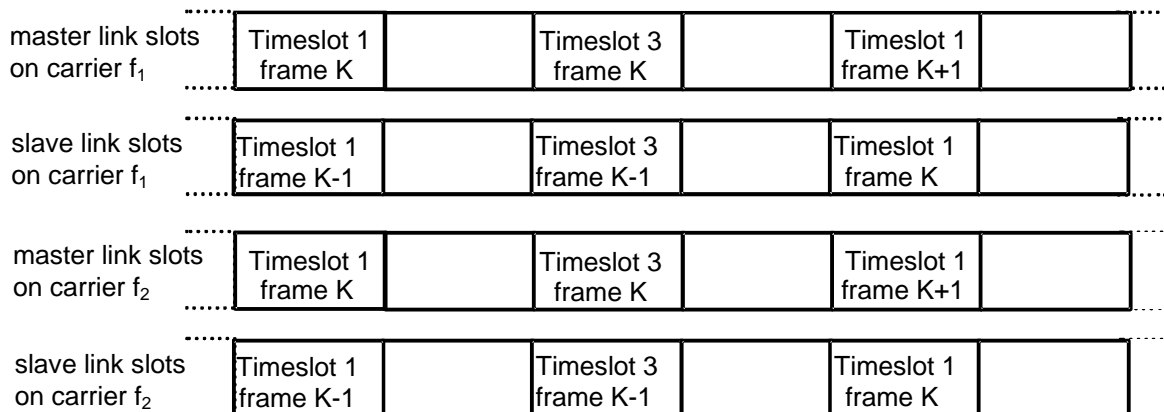 master link slots
on carrier f₁
Timeslot 1
frame K
Timeslot 3
frame K
Timeslot 1
frame K+1
slave link slots
on carrier f₁
Timeslot 1
frame K-1
Timeslot 3
frame K-1
Timeslot 1
frame K
master link slots
on carrier f₂
Timeslot 1
frame K
Timeslot 3
frame K
Timeslot 1
frame K+1
slave link slots
on carrier f₂
Timeslot 1
frame K-1
Timeslot 3
frame K-1
Timeslot 1
frame K